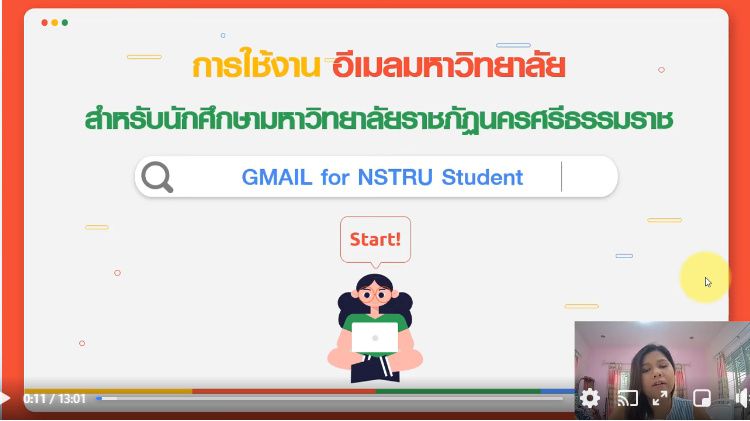 การใช้งาน อีเมลมหาวิทยาลัย
สำหรับนักศึกษามหาวิทยาลัยราชภัฏนครศรีธรรมราช
GMAIL for NSTRU Student
Start!
0:11 / 13:01